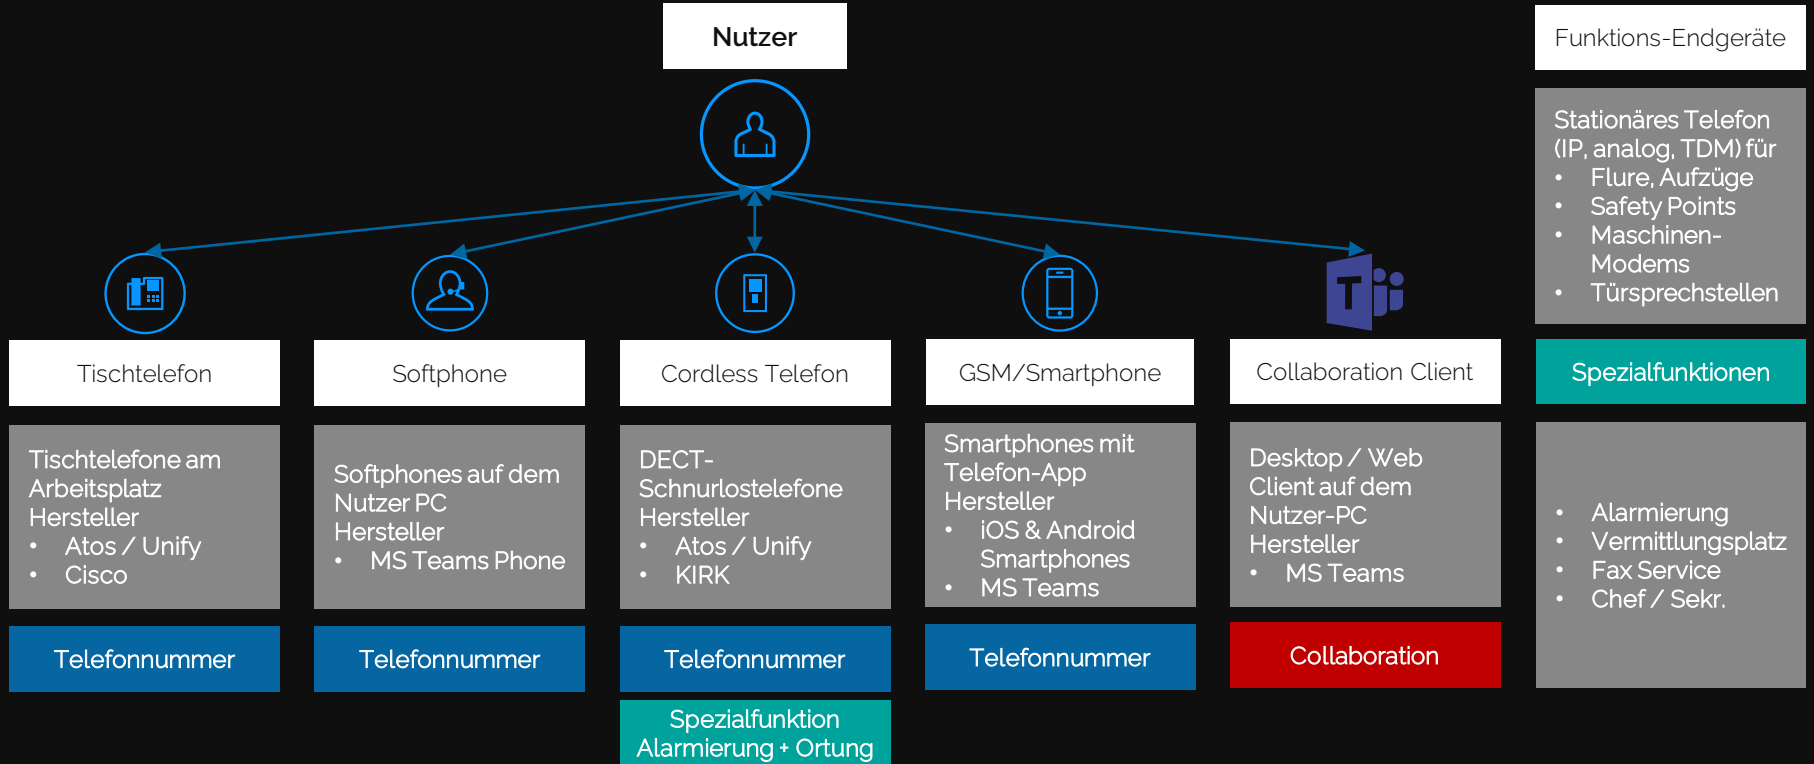 Nutzer
Tischtelefon
Tischtelefone am
Arbeitsplatz
Hersteller
• Atos / Unify
• Cisco
Telefonnummer
Softphone
Softphones auf dem
Nutzer PC
Hersteller
• MS Teams Phone
Telefonnummer
Cordless Telefon
DECT-
Schnurlostelefone
Hersteller
• Atos / Unify
• KIRK
Telefonnummer
Spezialfunktion
Alarmierung + Ortung
GSM/Smartphone
Smartphones mit
Telefon-App
Hersteller
• iOS & Android
Smartphones
• MS Teams
Telefonnummer
T
Collaboration Client
Desktop / Web
Client auf dem
Nutzer-PC
Hersteller
• MS Teams
Collaboration
Funktions-Endgeräte
Stationäres Telefon
(IP, analog, TDM) für
• Flure, Aufzüge
• Safety Points
• Maschinen-
Modems
• Türsprechstellen
Spezialfunktionen
• Alarmierung
• Vermittlungsplatz
• Fax Service
• Chef / Sekr.